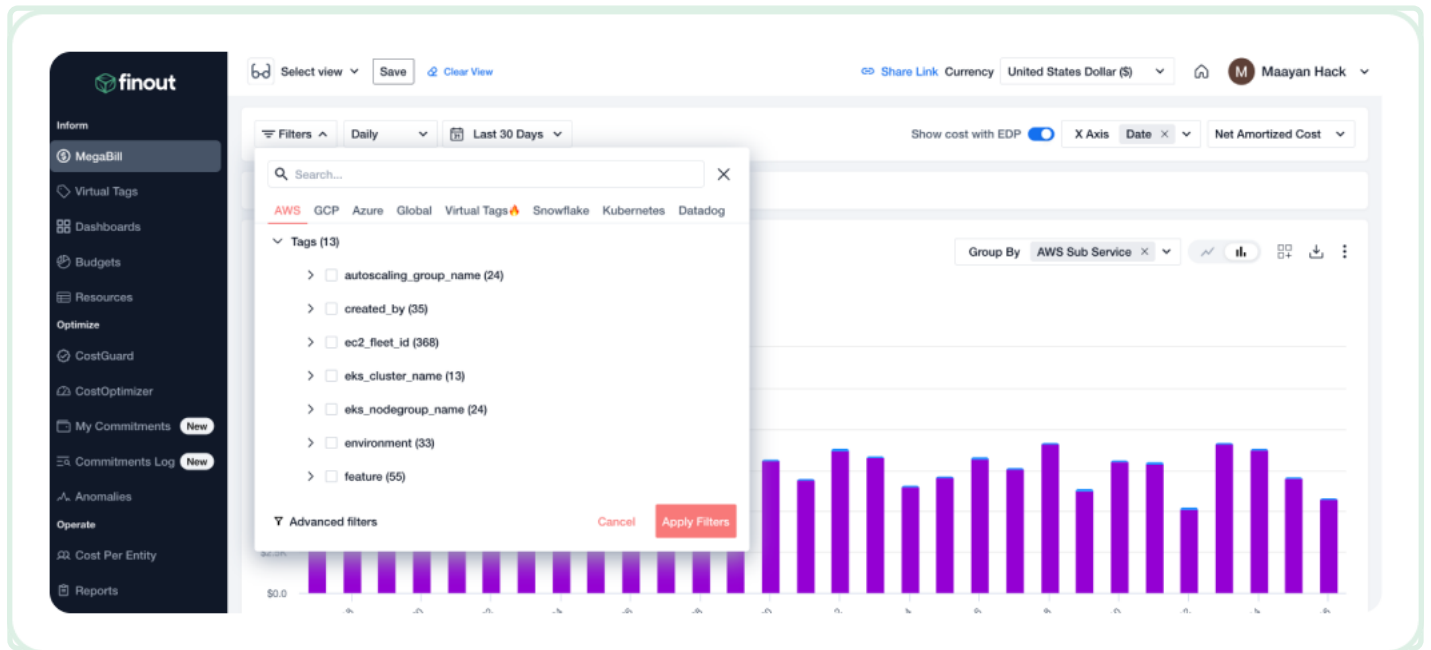 finout
Select view
Save
Clear View
Share Link
Currency
United States Dollar ($)
M
Maayan Hack
Inform
MegaBill
Virtual Tags
Dashboards
Budgets
Resources
Optimize
CostGuard
CostOptimizer
My Commitments New
Commitments Log New
Anomalies
Operate
Cost Per Entity
Reports
Filters
Daily
Last 30 Days
Show cost with EDP
X Axis Date
Net Amortized Cost
Search...
AWS GCP Azure Global Virtual Tags🔥 Snowflake Kubernetes Datadog
Tags (13)
autoscaling_group_name (24)
created_by (35)
ec2_fleet_id (368)
eks_cluster_name (13)
eks_nodegroup_name (24)
environment (33)
feature (55)
Advanced filters
Cancel
Apply Filters
Group By AWS Sub Service
$0.0